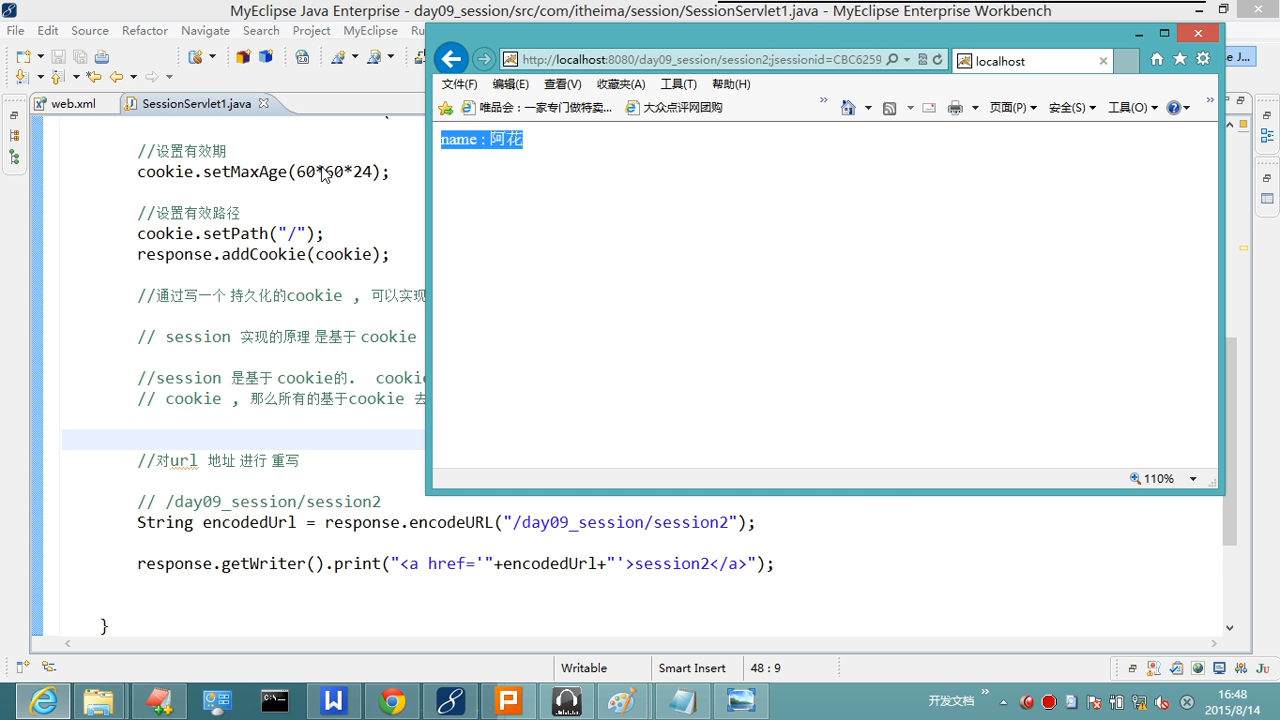 MyEclipse Java Enterprise - day09_session/src/com/itheima/session/SessionServlet1.java - MyEclipse Enterprise Workbench
File Edit Source Refactor Navigate Search Project MyEclipse Ru
http://localhost:8080/day09_session/session2;jsessionid=CBC6259
localhost
文件(F) 编辑(E) 查看(V) 收藏夹(A) 工具(T) 帮助(H)
唯品会：一家专门做特卖... 大众点评网团购
页面(P) 安全(S) 工具(O)
name : 阿花
110%
web.xml
SessionServlet1.java
//设置有效期
cookie.setMaxAge(60*60*24);
//设置有效路径
cookie.setPath("/");
response.addCookie(cookie);
//通过写一个 持久化的cookie , 可以实现
// session 实现的原理 是基于 cookie
//session 是基于 cookie的. cookie
// cookie , 那么所有的基于cookie 去
//对url 地址 进行 重写
// /day09_session/session2
String encodedUrl = response.encodeURL("/day09_session/session2");
response.getWriter().print("<a href='"+encodedUrl+"'>session2</a>");
}
Writable Smart Insert 48 : 9
开发文档
16:48
2015/8/14